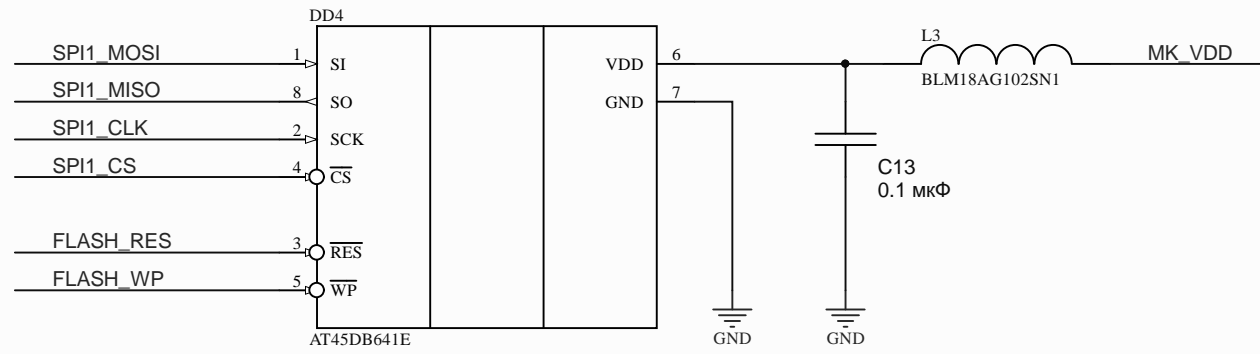 DD4
SPI1_MOSI 1 SI VDD 6 L3 MK_VDD
BLM18AG102SN1
SPI1_MISO 8 SO GND 7
SPI1_CLK 2 SCK
SPI1_CS 4 CS
C13
0.1 мкФ
FLASH_RES 3 RES
FLASH_WP 5 WP
AT45DB641E
GND GND